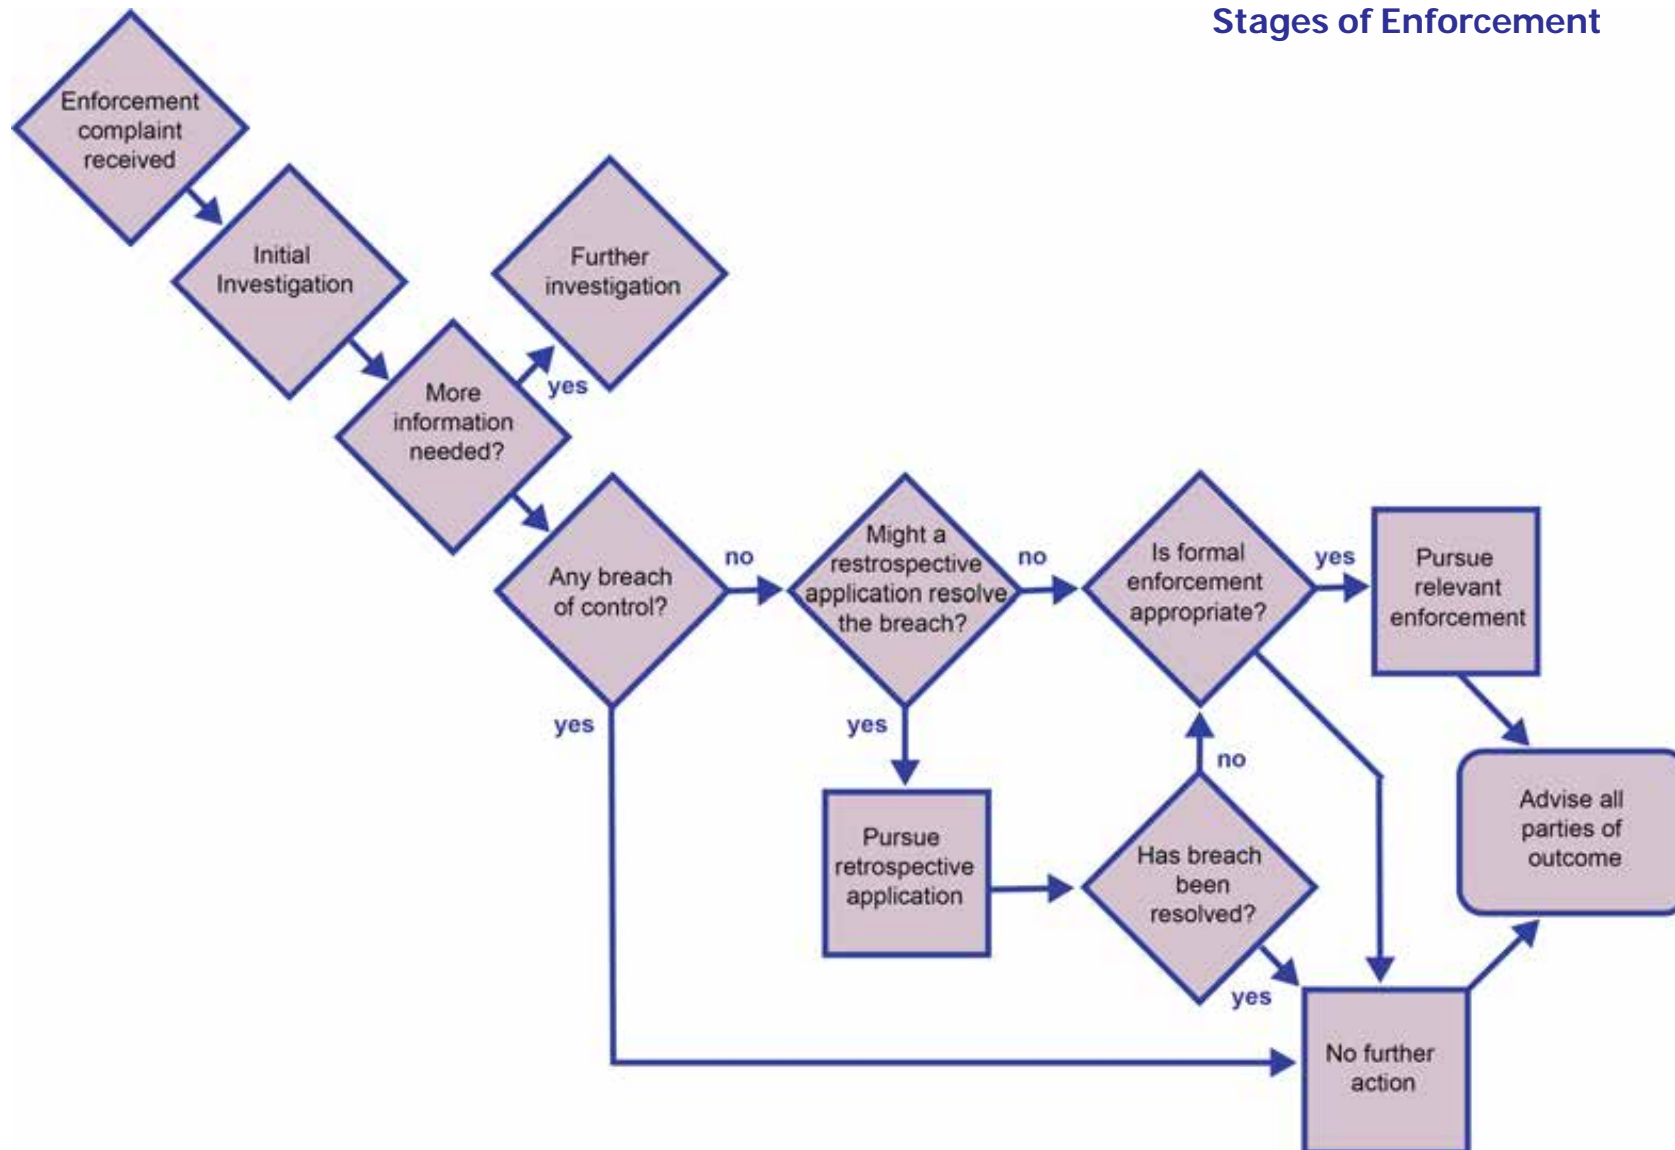 Stages of Enforcement
Enforcement
complaint
received
Initial
Investigation
Further
investigation
More
information
needed?
yes
Any breach
of control?
no
yes
Might a
restrospective
application resolve
the breach?
no
yes
Is formal
enforcement
appropriate?
yes
Pursue
relevant
enforcement
Pursue
retrospective
application
Has breach
been
resolved?
no
yes
Advise all
parties of
outcome
No further
action